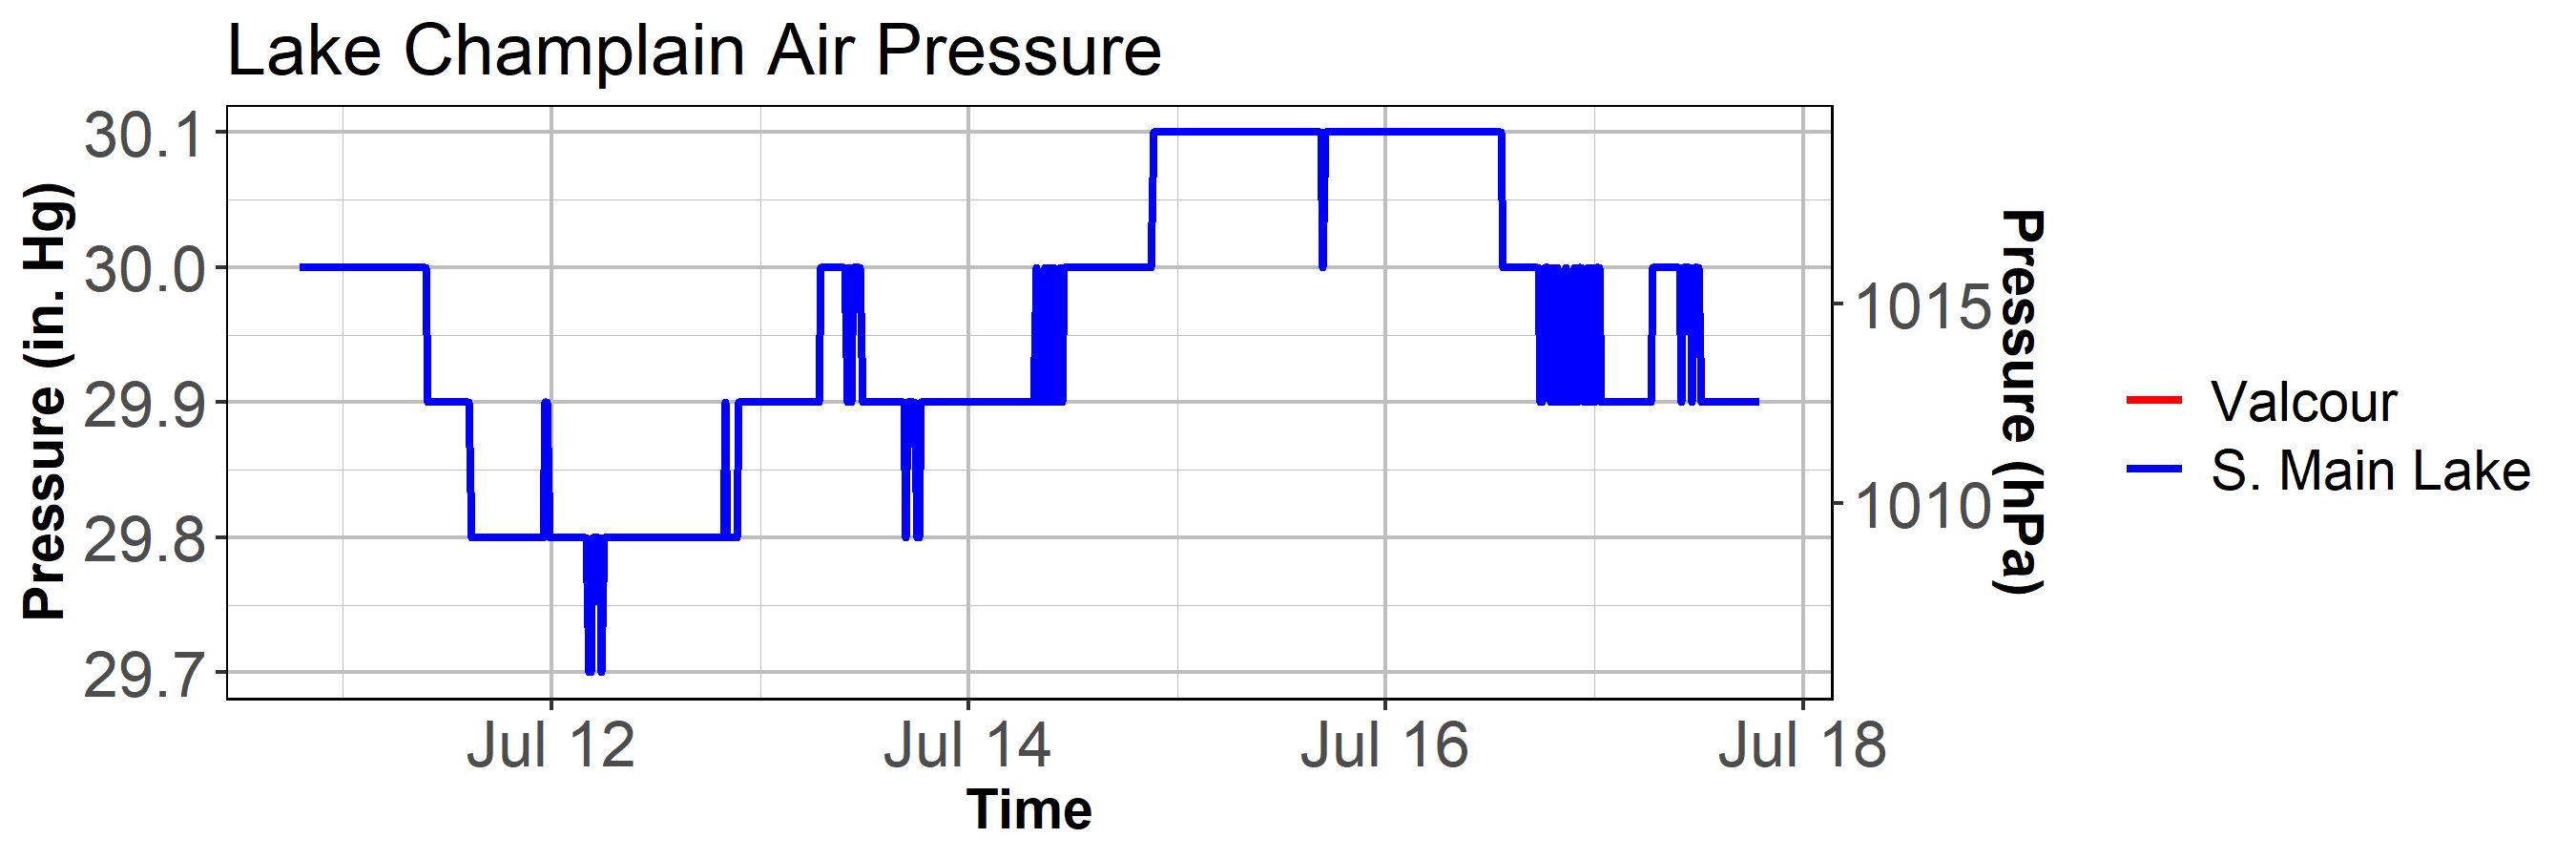 Lake Champlain Air Pressure
Pressure (in. Hg)
30.1
30.0
29.9
29.8
29.7
Jul 12
Jul 14
Jul 16
Jul 18
Time
1015
1010
Pressure (hPa)
Valcour
S. Main Lake